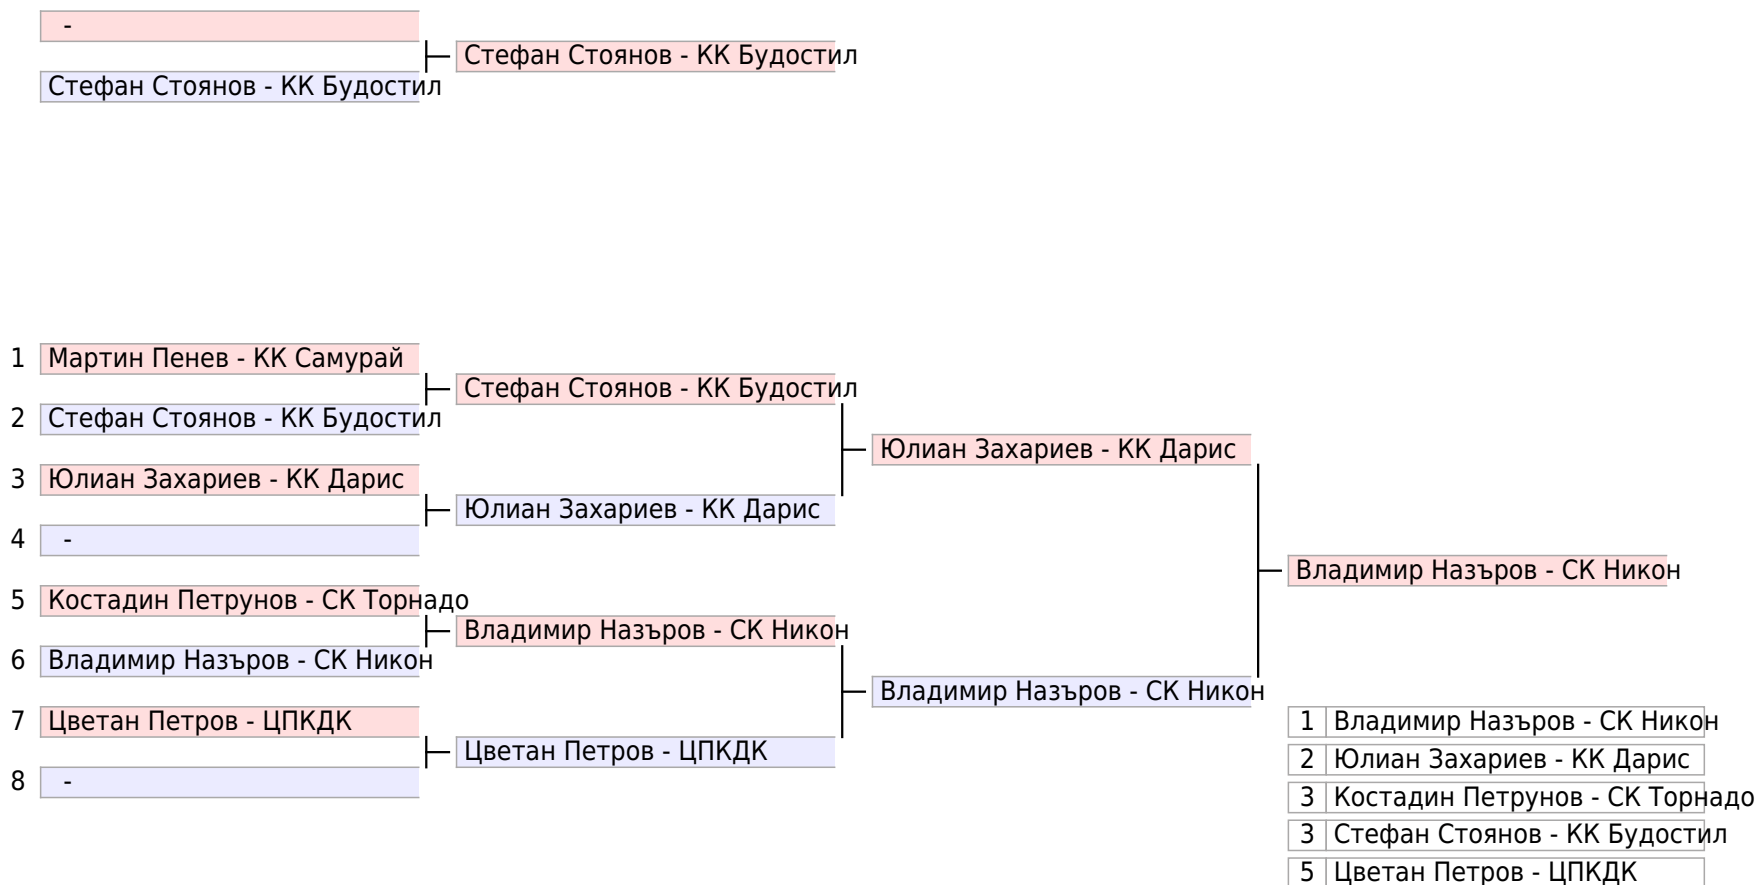 -
Стефан Стоянов - КК Будостил
Стефан Стоянов - КК Будостил
1 Мартин Пенев - КК Самурай
Стефан Стоянов - КК Будостил
2 Стефан Стоянов - КК Будостил
Юлиан Захариев - КК Дарис
3 Юлиан Захариев - КК Дарис
Юлиан Захариев - КК Дарис
4 -
Владимир Назъров - СК Никон
5 Костадин Петрунов - СК Торнадо
Владимир Назъров - СК Никон
6 Владимир Назъров - СК Никон
Владимир Назъров - СК Никон
7 Цветан Петров - ЦПКДК
Цветан Петров - ЦПКДК
8 -
1 Владимир Назъров - СК Никон
2 Юлиан Захариев - КК Дарис
3 Костадин Петрунов - СК Торнадо
3 Стефан Стоянов - КК Будостил
5 Цветан Петров - ЦПКДК